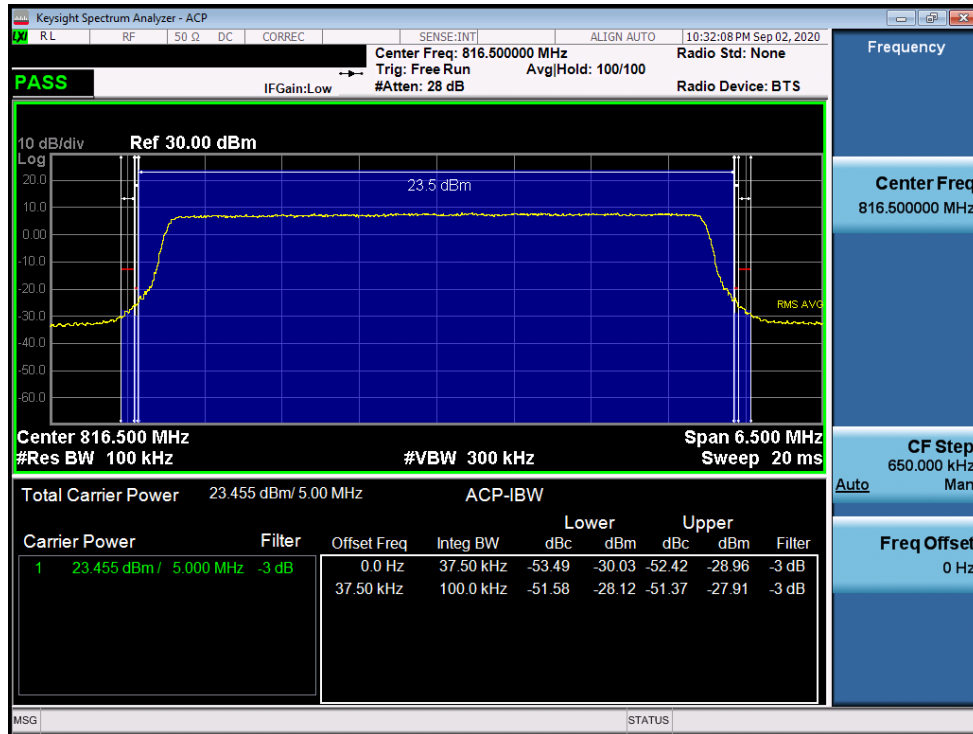 Keysight Spectrum Analyzer - ACP
LXI RL RF 50 Ω DC CORREC SENSE:INT ALIGN AUTO 10:32:08 PM Sep 02, 2020
Center Freq: 816.500000 MHz Radio Std: None
Trig: Free Run Avg|Hold: 100/100
PASS IFGain:Low #Atten: 28 dB Radio Device: BTS
Frequency
10 dB/div Ref 30.00 dBm
Log
20.0
23.5 dBm
10.0
0.00
-10.0
-20.0
RMS AVG
-30.0
-40.0
-50.0
-60.0
Center 816.500 MHz Span 6.500 MHz
#Res BW 100 kHz #VBW 300 kHz Sweep 20 ms
Center Freq
816.500000 MHz
CF Step
650.000 kHz
Auto Man
Freq Offset
0 Hz
Total Carrier Power 23.455 dBm/ 5.00 MHz ACP-IBW
Lower Upper
Carrier Power Filter Offset Freq Integ BW dBc dBm dBc dBm Filter
1 23.455 dBm / 5.000 MHz -3 dB 0.0 Hz 37.50 kHz -53.49 -30.03 -52.42 -28.96 -3 dB
37.50 kHz 100.0 kHz -51.58 -28.12 -51.37 -27.91 -3 dB
MSG STATUS